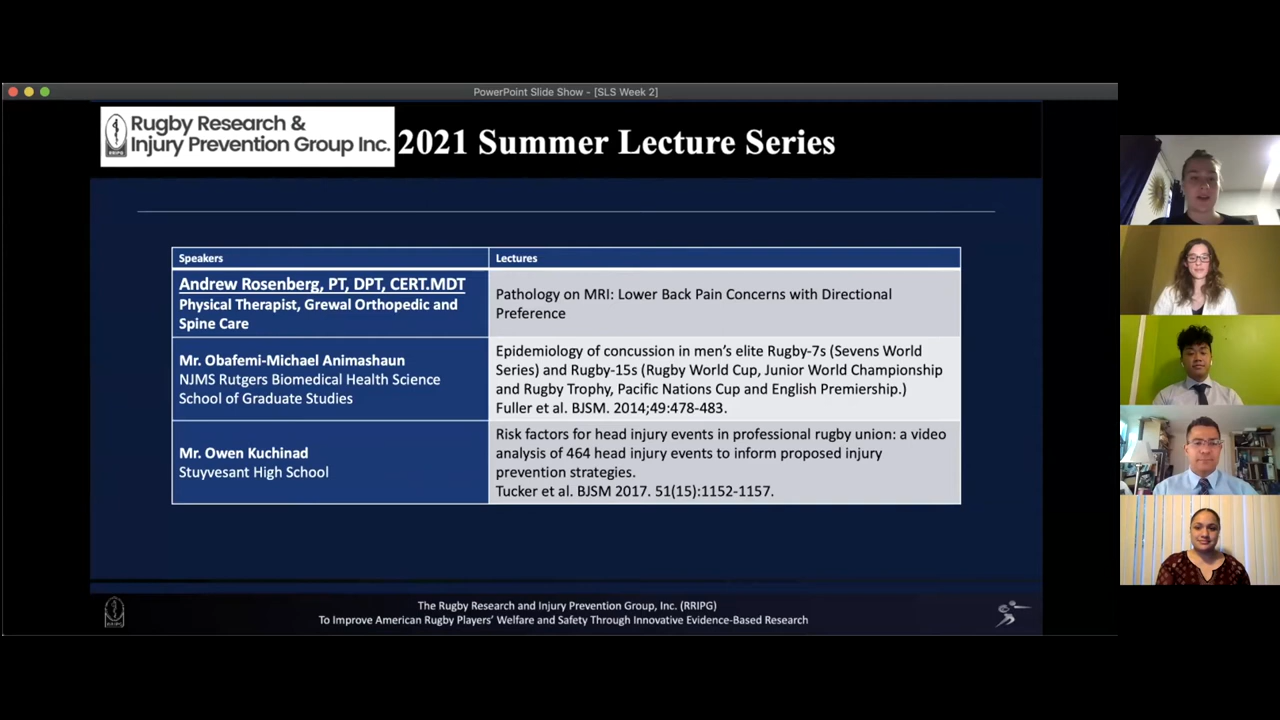 PowerPoint Slide Show - [SLS Week 2]
Rugby Research &
Injury Prevention Group Inc.
RRIPG
2021 Summer Lecture Series
Speakers
Lectures
Andrew Rosenberg, PT, DPT, CERT.MDT
Physical Therapist, Grewal Orthopedic and
Spine Care
Pathology on MRI: Lower Back Pain Concerns with Directional
Preference
Mr. Obafemi-Michael Animashaun
NJMS Rutgers Biomedical Health Science
School of Graduate Studies
Epidemiology of concussion in men’s elite Rugby-7s (Sevens World
Series) and Rugby-15s (Rugby World Cup, Junior World Championship
and Rugby Trophy, Pacific Nations Cup and English Premiership.)
Fuller et al. BJSM. 2014;49:478-483.
Mr. Owen Kuchinad
Stuyvesant High School
Risk factors for head injury events in professional rugby union: a video
analysis of 464 head injury events to inform proposed injury
prevention strategies.
Tucker et al. BJSM 2017. 51(15):1152-1157.
RRIPG
The Rugby Research and Injury Prevention Group, Inc. (RRIPG)
To Improve American Rugby Players’ Welfare and Safety Through Innovative Evidence-Based Research